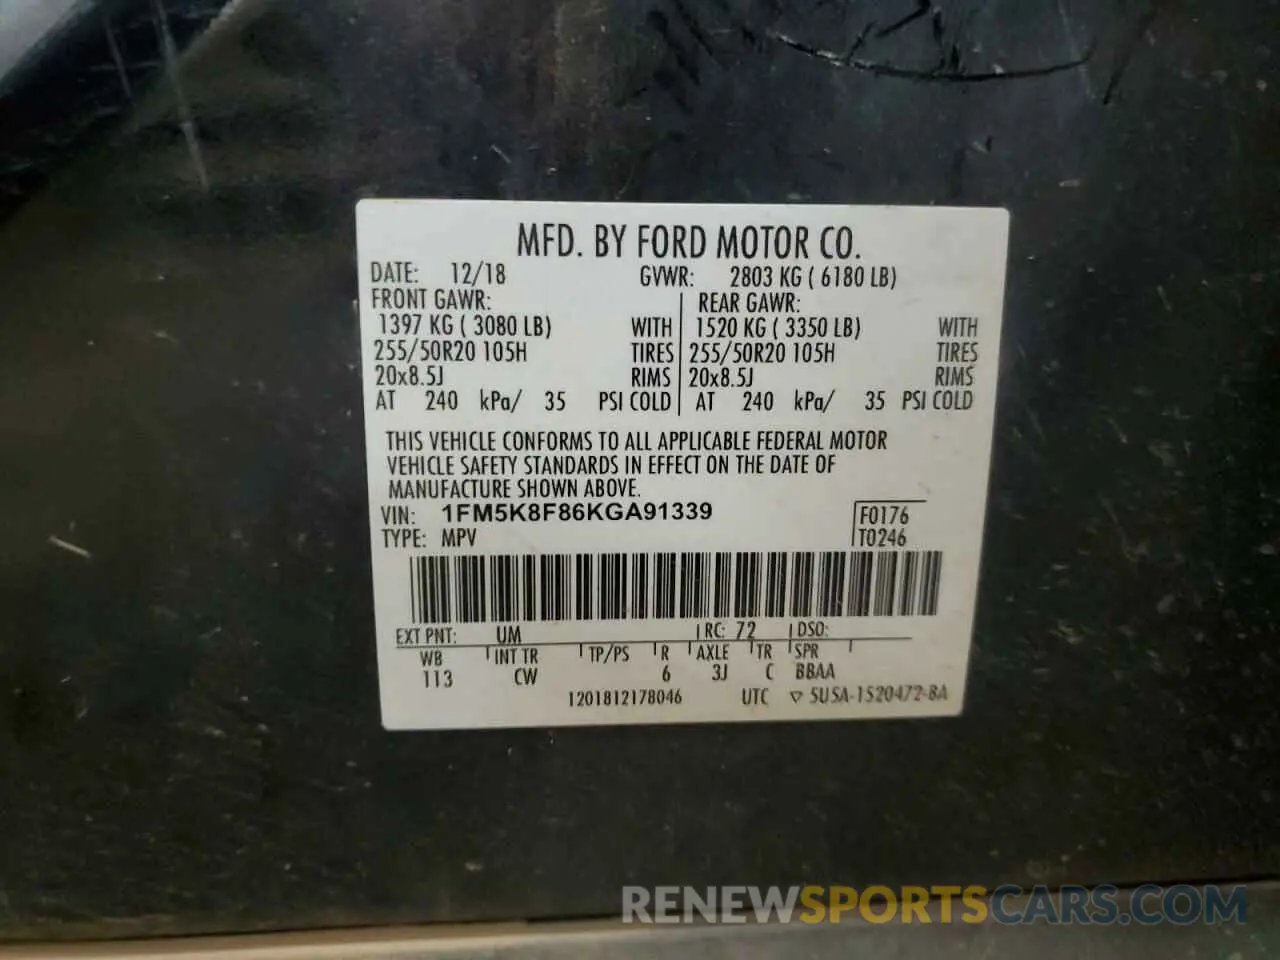 MFD. BY FORD MOTOR CO.
DATE: 12/18 GVWR: 2803 KG ( 6180 LB)
FRONT GAWR: REAR GAWR:
1397 KG ( 3080 LB) WITH 1520 KG ( 3350 LB) WITH
255/50R20 105H TIRES 255/50R20 105H TIRES
20x8.5J RIMS 20x8.5J RIMS
AT 240 kPa/ 35 PSI COLD AT 240 kPa/ 35 PSI COLD
THIS VEHICLE CONFORMS TO ALL APPLICABLE FEDERAL MOTOR
VEHICLE SAFETY STANDARDS IN EFFECT ON THE DATE OF
MANUFACTURE SHOWN ABOVE.
VIN: 1FM5K8F86KGA91339 F0176
TYPE: MPV T0246
EXT PNT: UM RC: 72 DSO:
WB INT TR TP/PS R AXLE TR SPR
113 CW 6 3J C BBAA
1201812178046 UTC ▽ 5U5A-1520472-BA
RENEWSPORTSCARS.COM